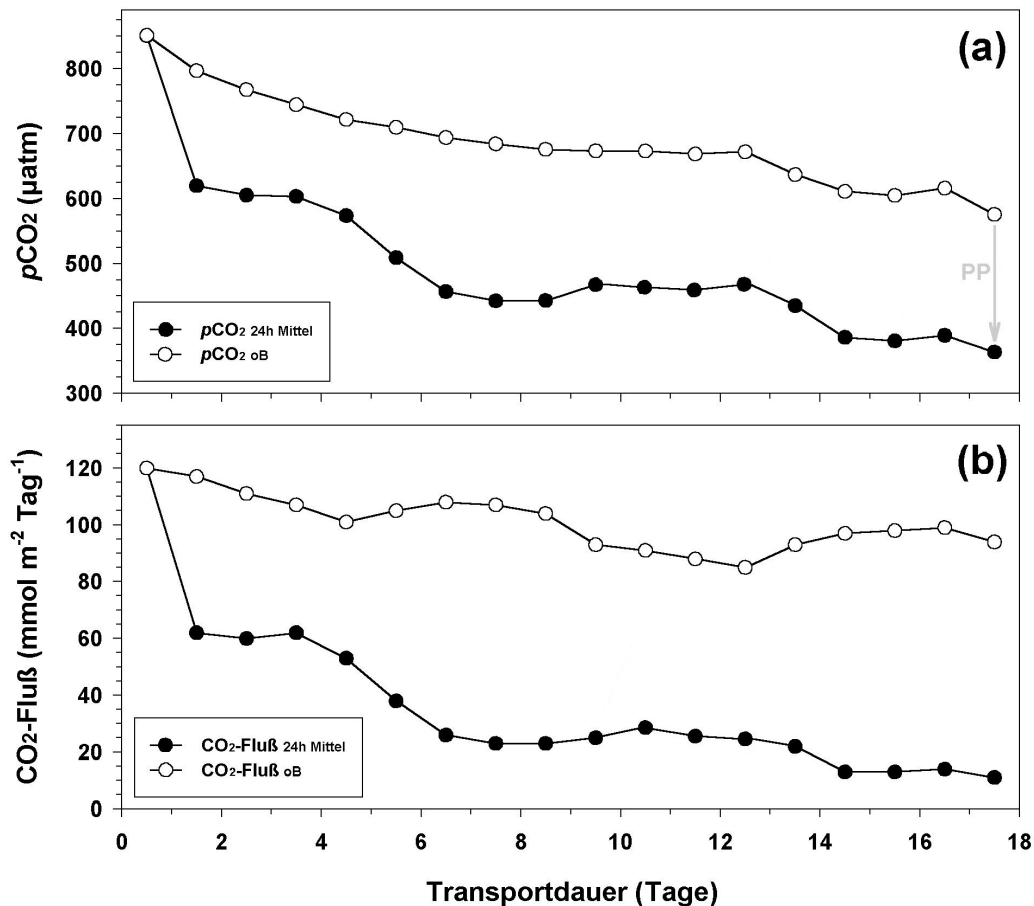 (a)
800
700
600
500
400
300
pCO2 (µatm)
PP
pCO2 24h Mittel
pCO2 oB
(b)
120
100
80
60
40
20
0
CO2-Fluß (mmol m-2 Tag-1)
CO2-Fluß 24h Mittel
CO2-Fluß oB
0 2 4 6 8 10 12 14 16 18
Transportdauer (Tage)